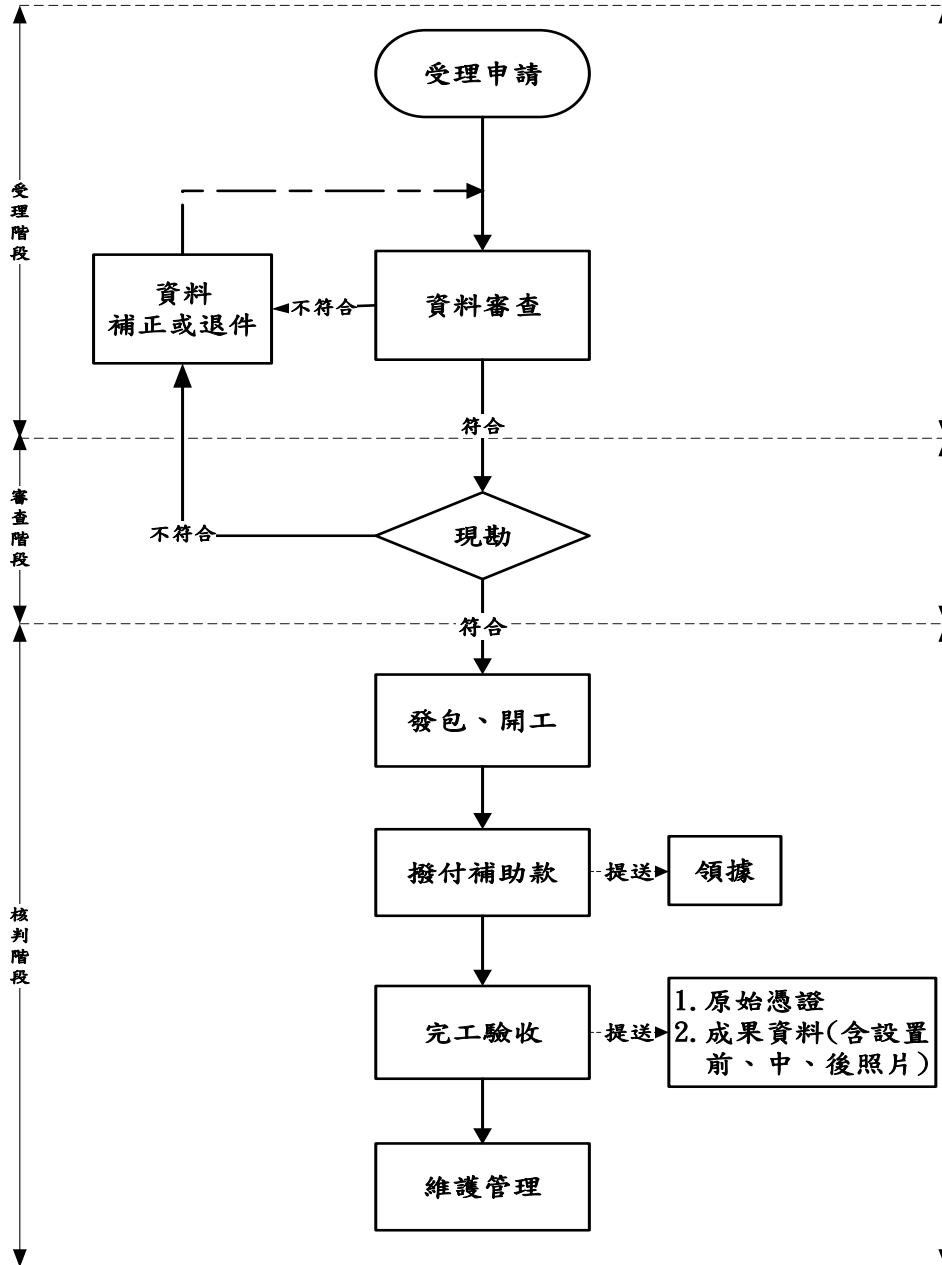 受理階段
受理申請
資料
補正或退件
不符合
資料審查
符合
審查階段
不符合
現勘
符合
核判階段
發包、開工
撥付補助款
提送
領據
完工驗收
提送
1. 原始憑證
2. 成果資料(含設置
前、中、後照片)
維護管理